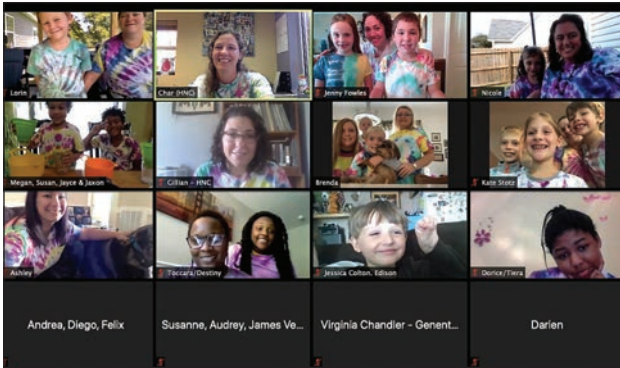 Lorin
Char (HNC)
Jenny Fowles
Nicole
Megan, Susan, Jayce & Jaxon
Gillian - HNC
Brenda
Kate Stotz
Ashley
Toccara/Destiny
Jessica Colton, Edison
Dorice/Tiera
Andrea, Diego, Felix
Susanne, Audrey, James Ve...
Virginia Chandler - Genent...
Darien